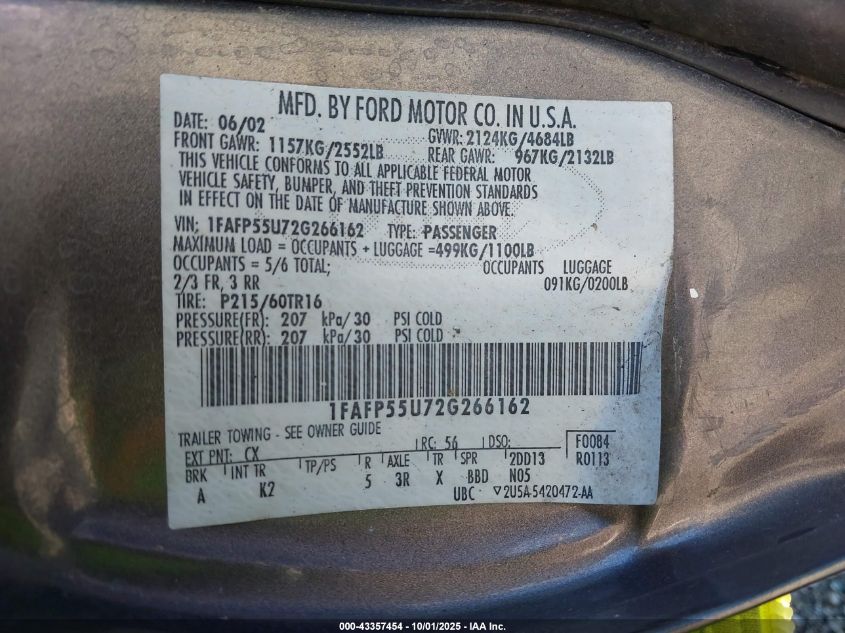 MFD. BY FORD MOTOR CO. IN U.S.A.
DATE: 06/02 GVWR: 2124KG/4684LB
FRONT GAWR: 1157KG/2552LB REAR GAWR: 967KG/2132LB
THIS VEHICLE CONFORMS TO ALL APPLICABLE FEDERAL MOTOR
VEHICLE SAFETY, BUMPER, AND THEFT PREVENTION STANDARDS
IN EFFECT ON THE DATE OF MANUFACTURE SHOWN ABOVE.
VIN: 1FAFP55U72G266162 TYPE: PASSENGER
MAXIMUM LOAD = OCCUPANTS + LUGGAGE =499KG/1100LB
OCCUPANTS = 5/6 TOTAL; OCCUPANTS LUGGAGE
2/3 FR, 3 RR 091KG/0200LB
TIRE: P215/60TR16
PRESSURE(FR): 207 kPa/30 PSI COLD
PRESSURE(RR): 207 kPa/30 PSI COLD
1FAFP55U72G266162
TRAILER TOWING - SEE OWNER GUIDE
EXT PNT: CX RC: 56 DSO: F0084
BRK INT TR TP/PS R AXLE TR SPR 2DD13 R0113
A K2 5 3R X BBD N05
UBC ▽2U5A-5420472-AA
000-43357454 - 10/01/2025 - IAA Inc.